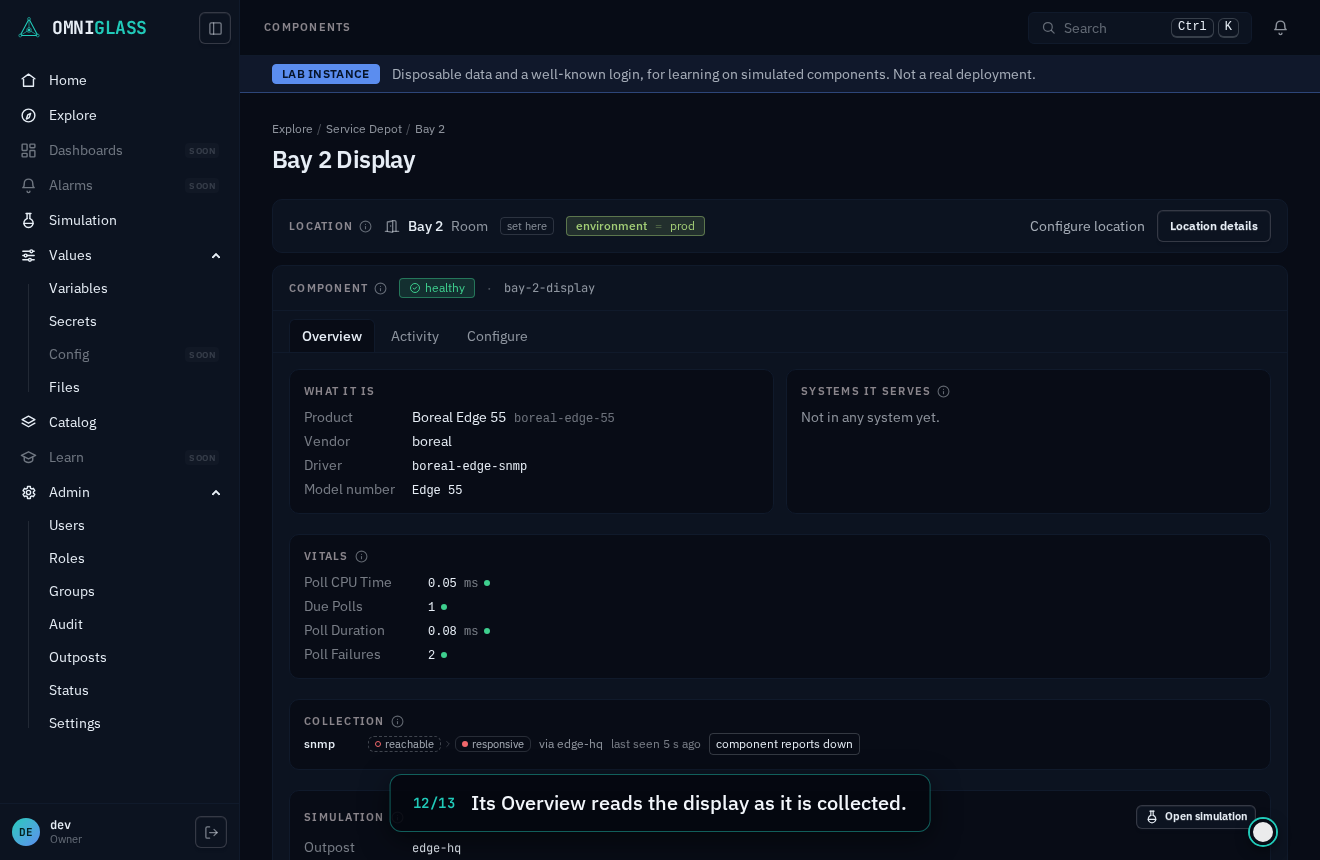 OMNIGLASS
COMPONENTS
Search
Ctrl K
LAB INSTANCE Disposable data and a well-known login, for learning on simulated components. Not a real deployment.
Home
Explore
Dashboards SOON
Alarms SOON
Simulation
Values
Variables
Secrets
Config SOON
Files
Catalog
Learn SOON
Admin
Users
Roles
Groups
Audit
Outposts
Status
Settings
DE dev
Owner
Explore / Service Depot / Bay 2
Bay 2 Display
LOCATION Bay 2 Room set here environment = prod Configure location Location details
COMPONENT healthy · bay-2-display
Overview Activity Configure
WHAT IT IS
Product Boreal Edge 55 boreal-edge-55
Vendor boreal
Driver boreal-edge-snmp
Model number Edge 55
SYSTEMS IT SERVES
Not in any system yet.
VITALS
Poll CPU Time 0.05 ms
Due Polls 1
Poll Duration 0.08 ms
Poll Failures 2
COLLECTION
snmp reachable › responsive via edge-hq last seen 5 s ago component reports down
12/13 Its Overview reads the display as it is collected.
SIMULATION Open simulation
Outpost edge-hq